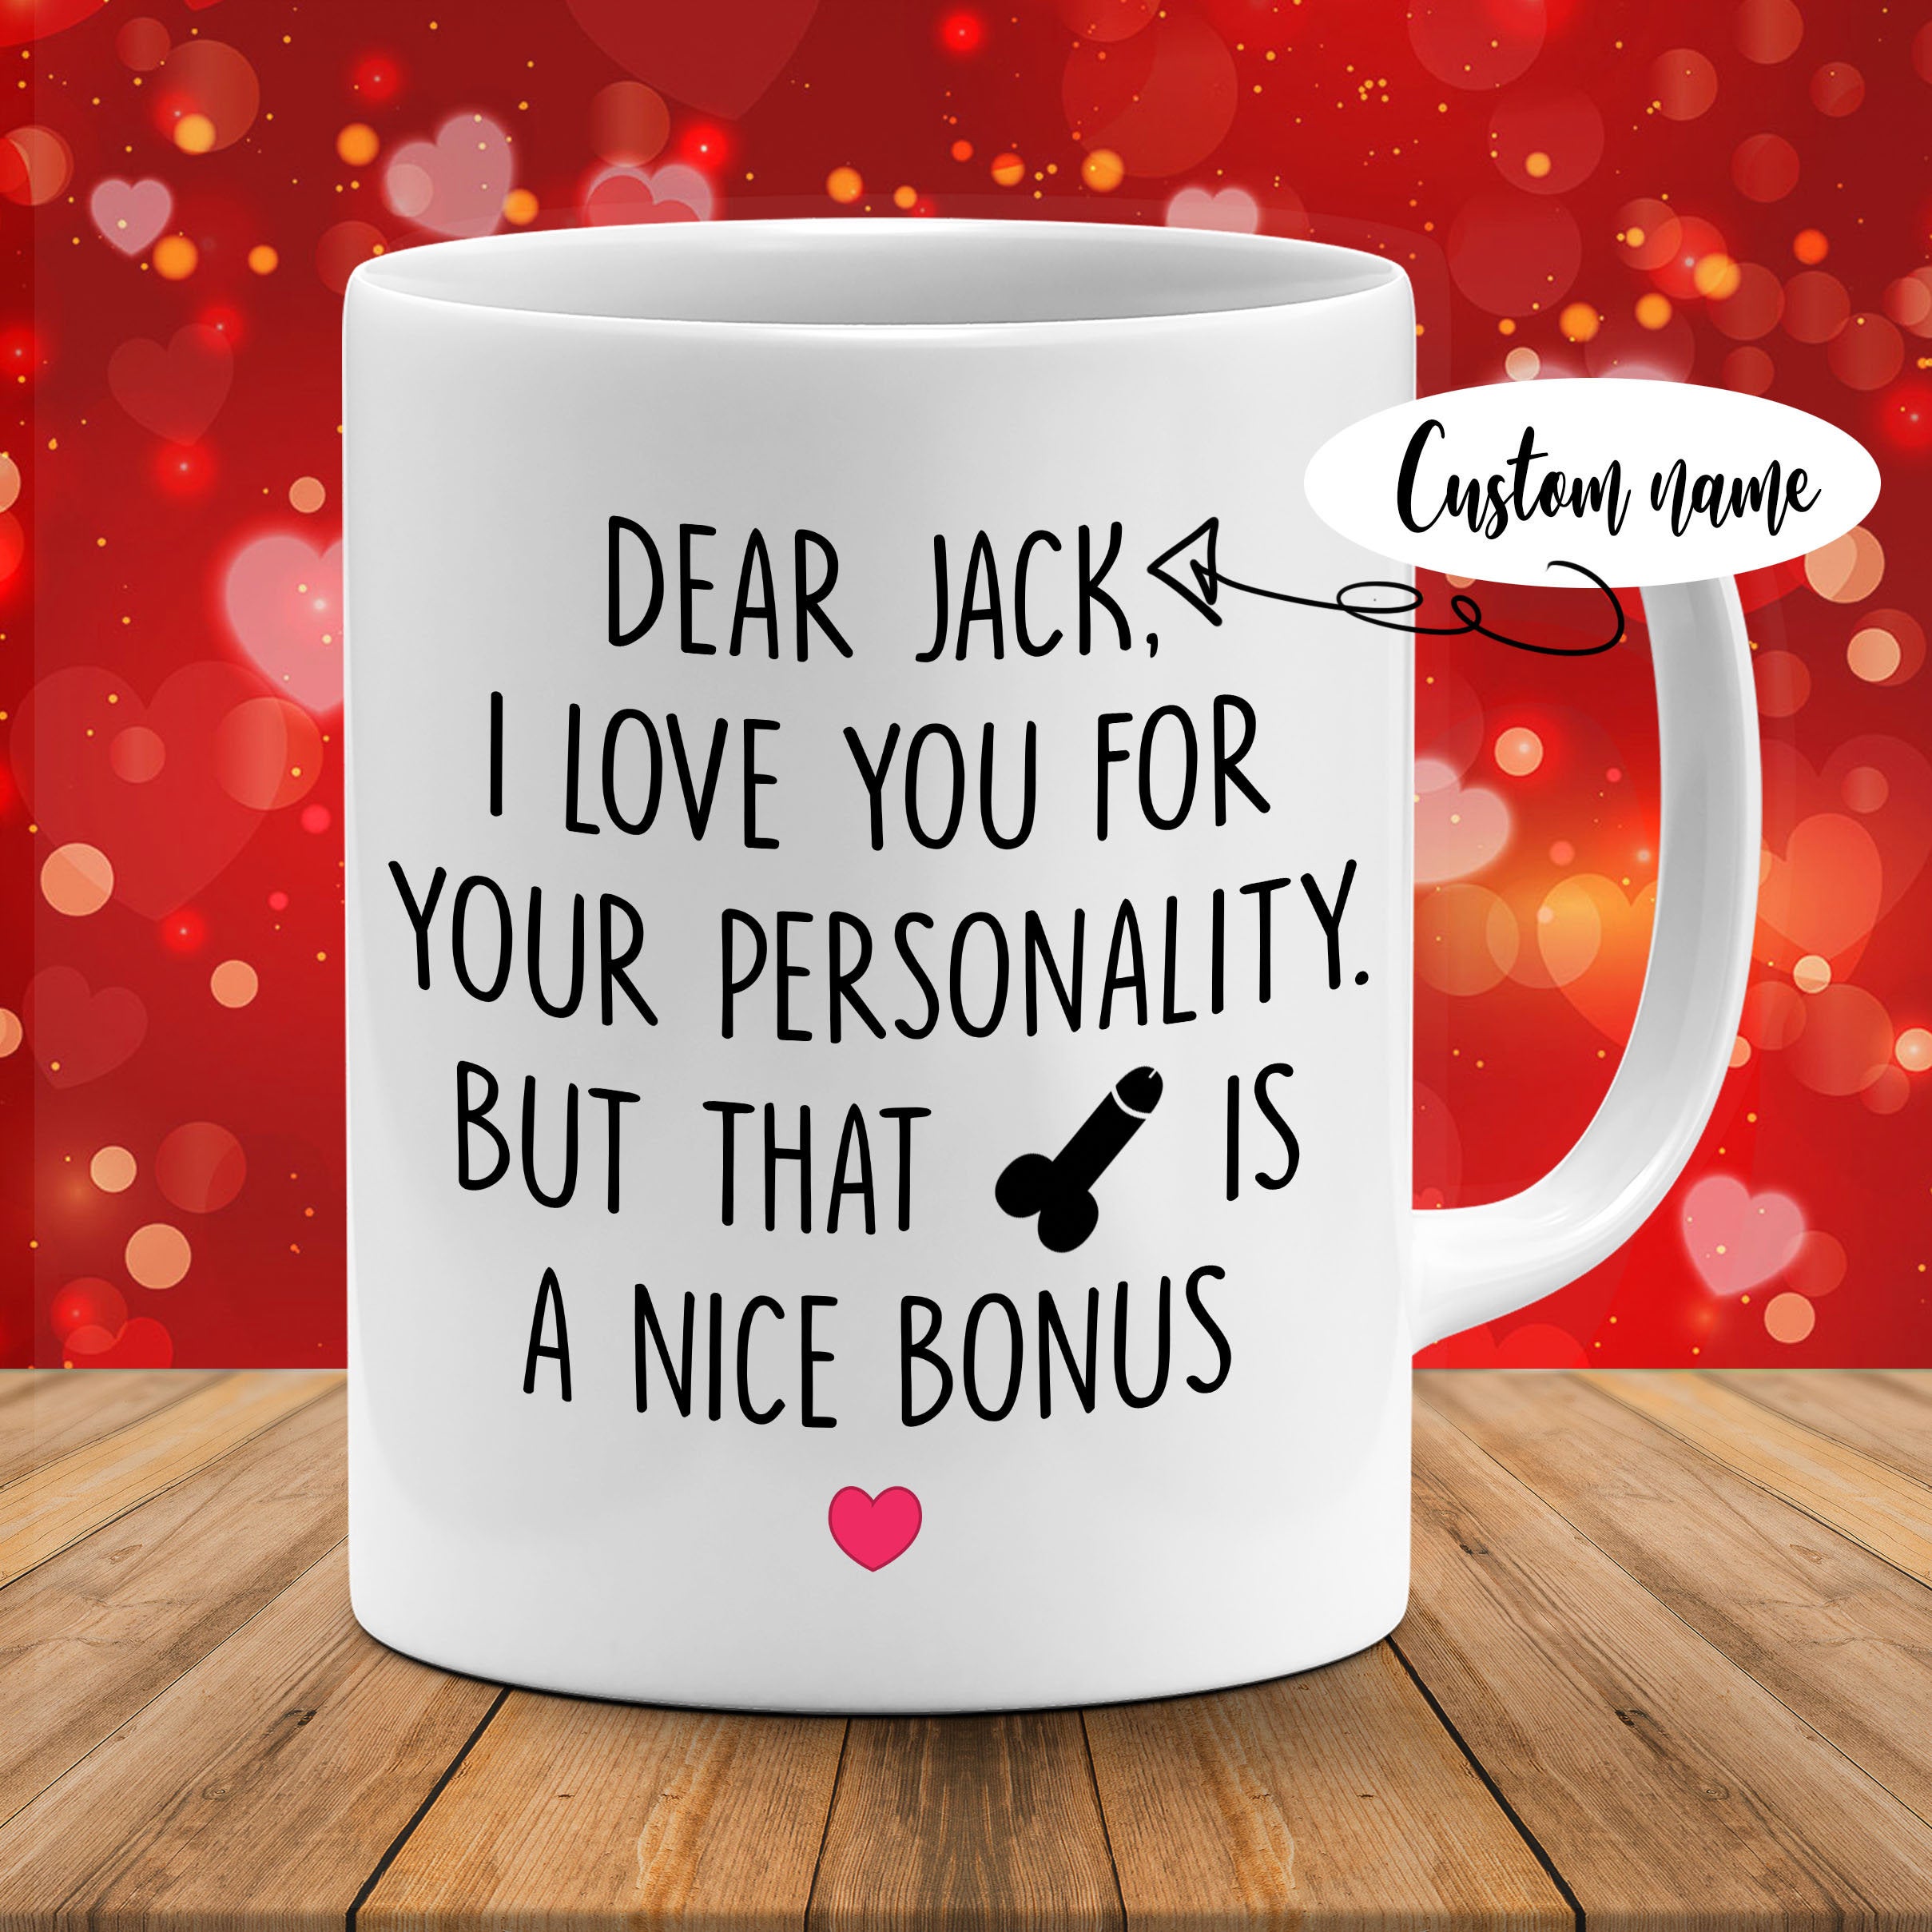 Custom name
DEAR JACK,
I LOVE YOU FOR
YOUR PERSONALITY.
BUT THAT IS
A NICE BONUS